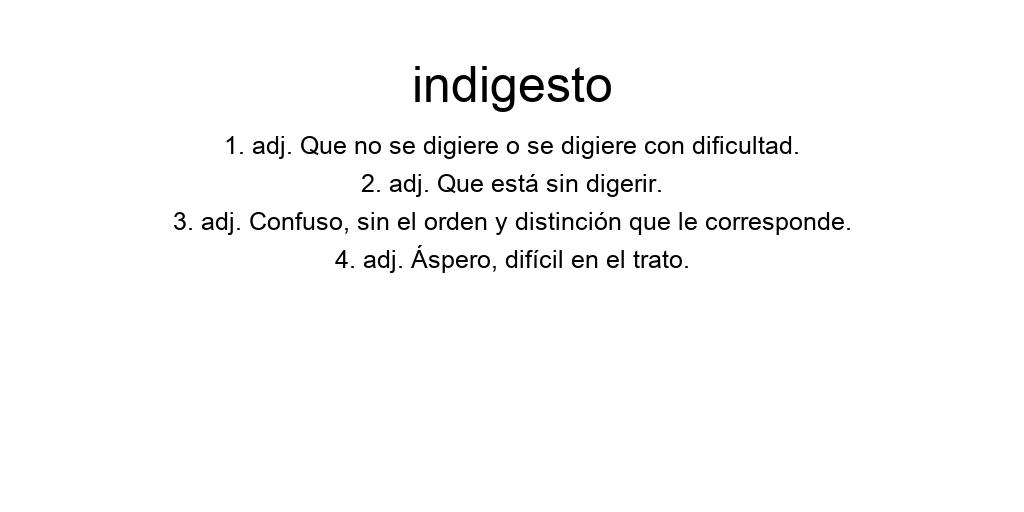 indigesto
1. adj. Que no se digiere o se digiere con dificultad.
2. adj. Que está sin digerir.
3. adj. Confuso, sin el orden y distinción que le corresponde.
4. adj. Áspero, difícil en el trato.